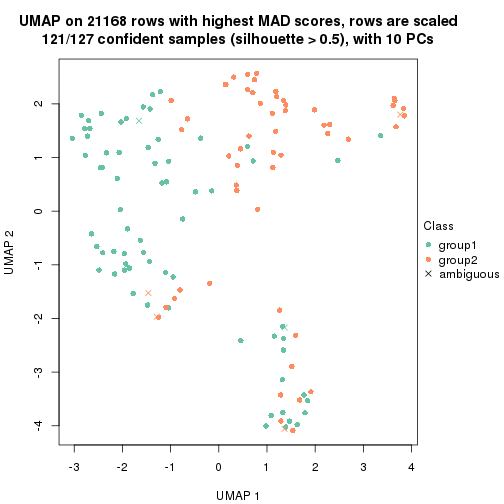 UMAP on 21168 rows with highest MAD scores, rows are scaled
121/127 confident samples (silhouette > 0.5), with 10 PCs
2
1
0
-1
-2
-3
-4
UMAP 2
-3
-2
-1
0
1
2
3
4
UMAP 1
Class
group1
group2
ambiguous